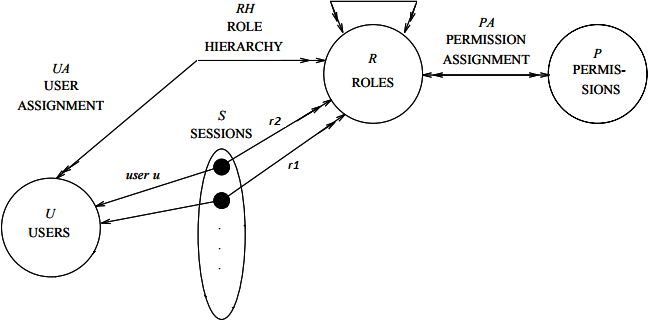 RH
ROLE
HIERARCHY
UA
USER
ASSIGNMENT
R
ROLES
PA
PERMISSION
ASSIGNMENT
P
PERMIS-
SIONS
S
SESSIONS
r2
r1
user u
U
USERS